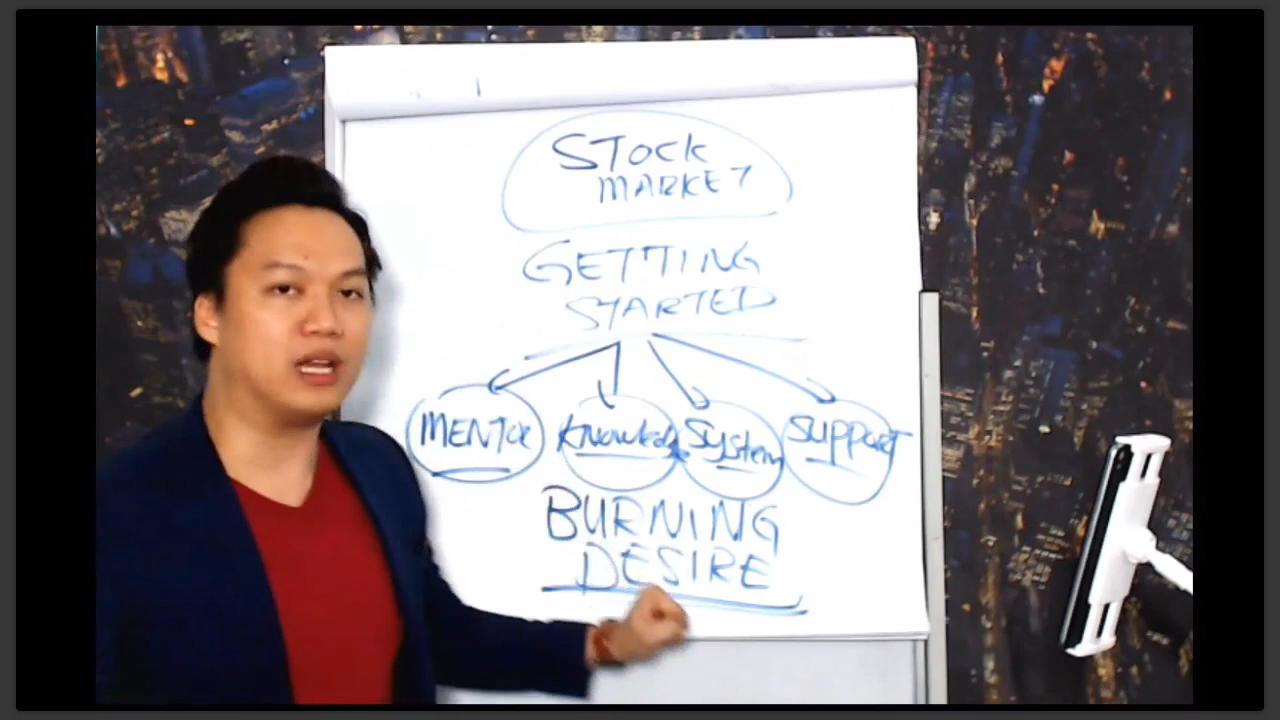 STOCK
MARKET
GETTING
STARTED
MENTOR Knowledge System Support
BURNING
DESIRE